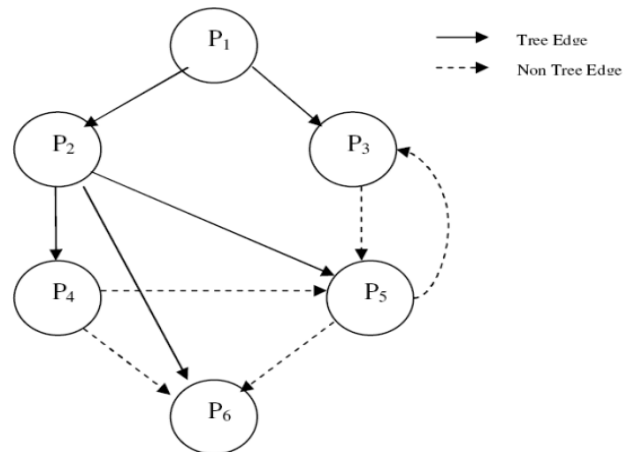 P₁
Tree Edge
Non Tree Edge
P₂
P₃
P₄
P₅
P₆